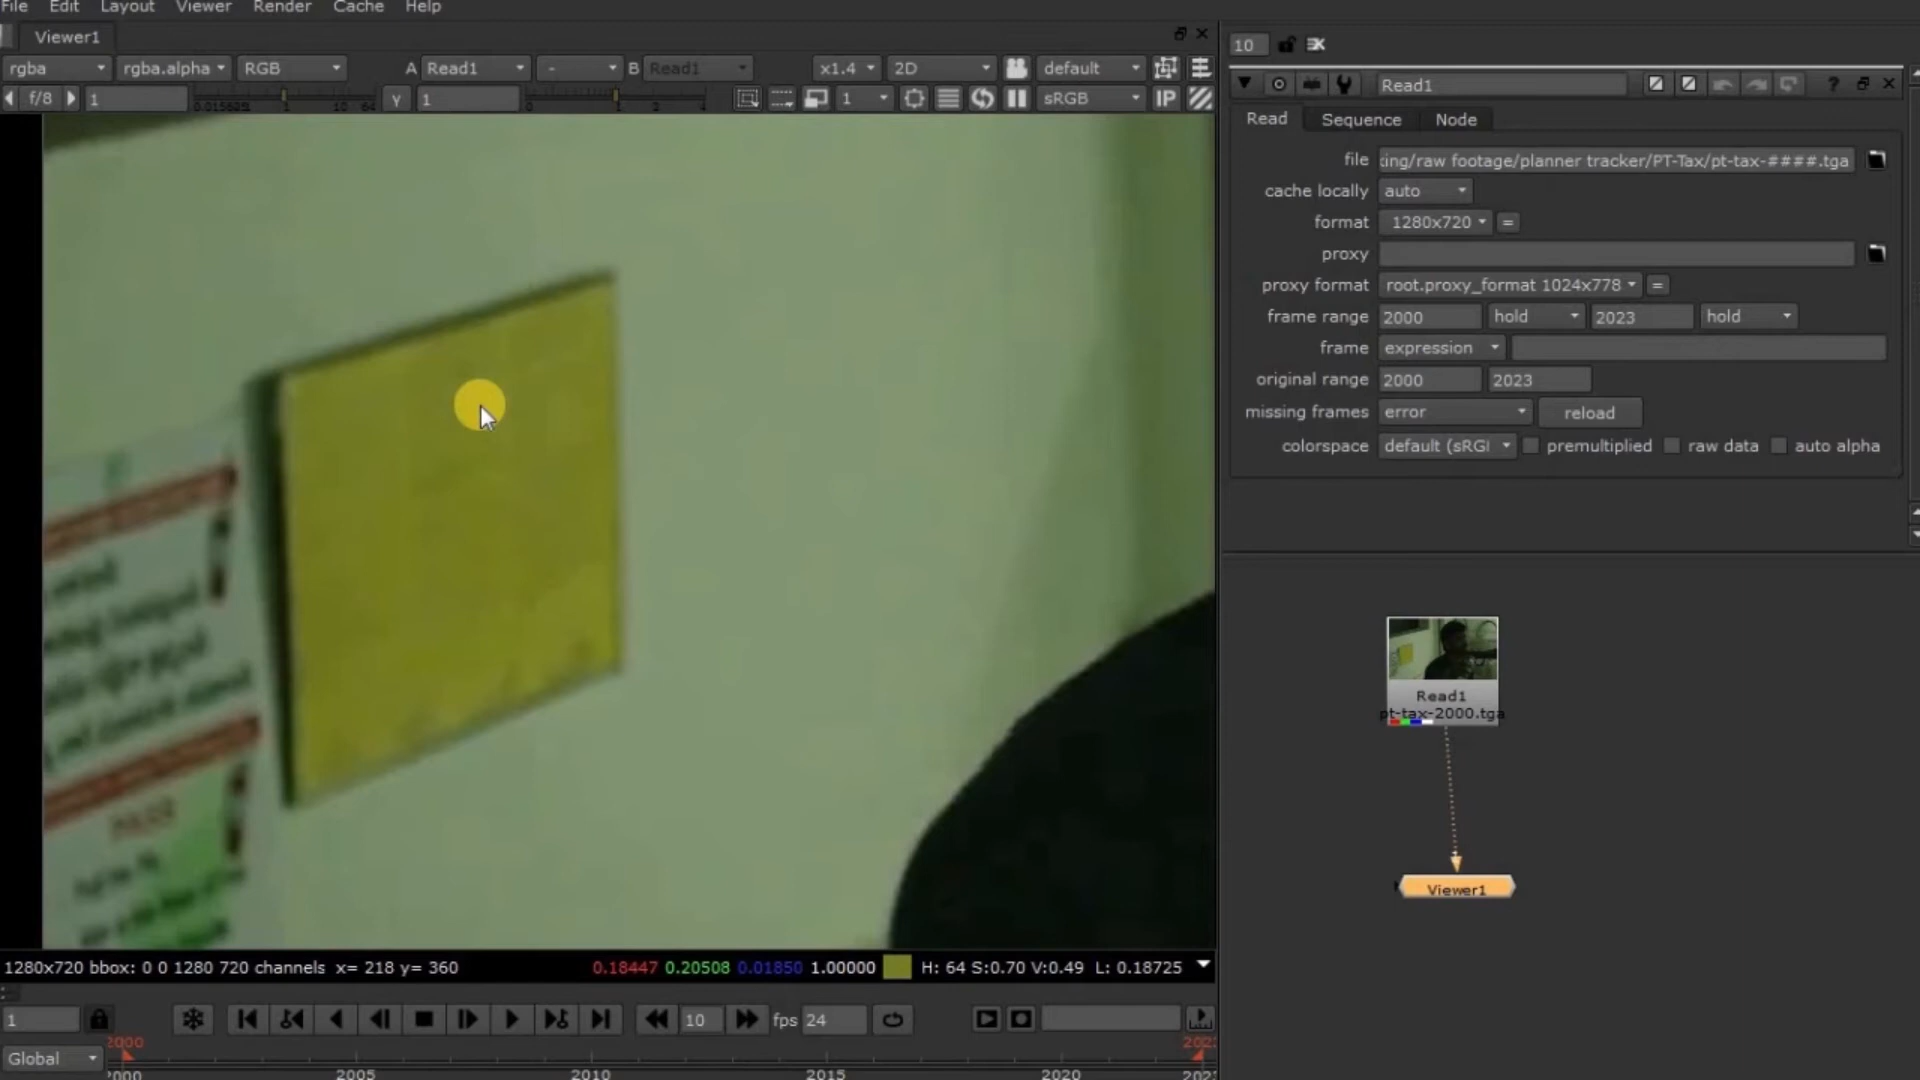 File Edit Layout Viewer Render Cache Help
Viewer1
rgba rgba.alpha RGB A Read1 - B Read1 x1.4 2D default
f/8 1 Y 1 1 sRGB IP
10
Read1 ?
Read Sequence Node
file king/raw footage/planner tracker/PT-Tax/pt-tax-####.tga
cache locally auto
format 1280x720 =
proxy
proxy format root.proxy_format 1024x778 =
frame range 2000 hold 2023 hold
frame expression
original range 2000 2023
missing frames error reload
colorspace default (sRGI premultiplied raw data auto alpha
Read1
pt-tax-2000.tga
Viewer1
PASS
1280x720 bbox: 0 0 1280 720 channels x= 218 y= 360 0.18447 0.20508 0.01850 1.00000 H: 64 S:0.70 V:0.49 L: 0.18725
1 10 fps 24
2000
Global
2000 2005 2010 2015 2020